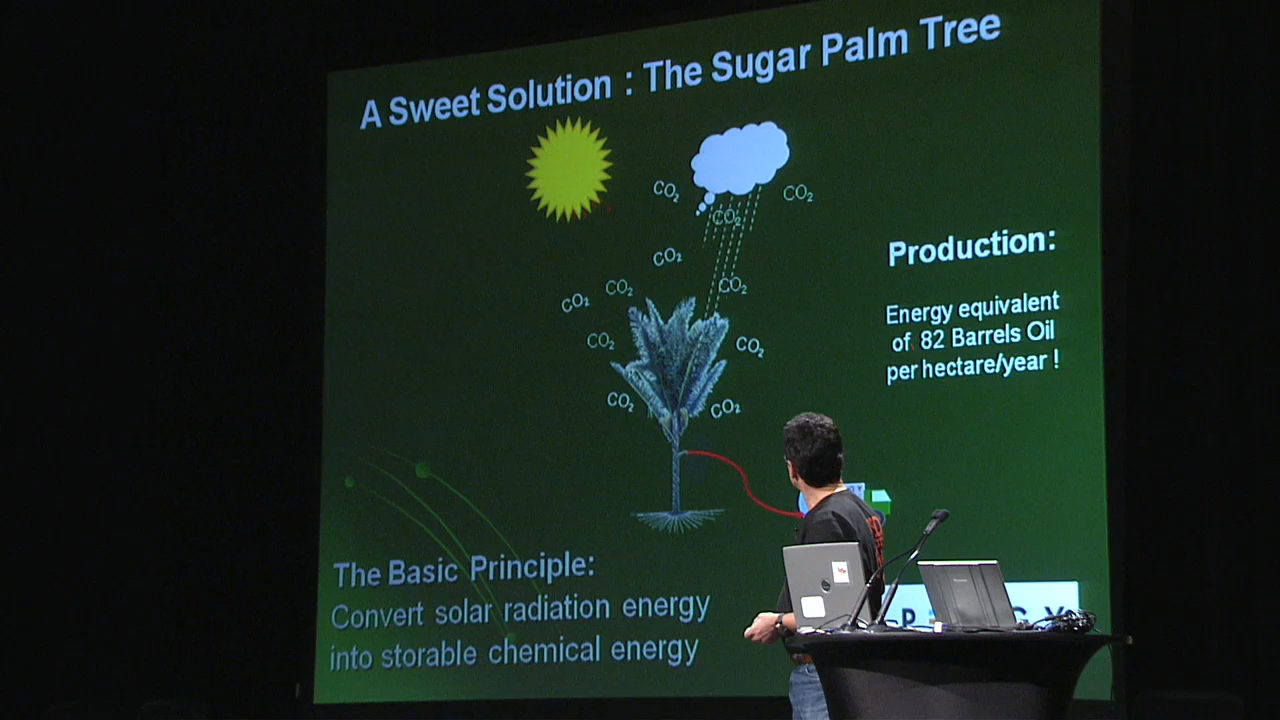 A Sweet Solution : The Sugar Palm Tree
CO₂
CO₂
CO₂
CO₂
CO₂
CO₂
CO₂
CO₂
CO₂
CO₂
CO₂
Production:
Energy equivalent
of 82 Barrels Oil
per hectare/year !
The Basic Principle:
Convert solar radiation energy
into storable chemical energy